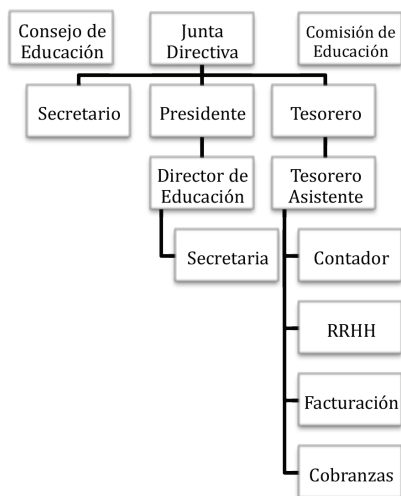 Consejo de
Educación
Junta
Directiva
Comisión de
Educación
Secretario
Presidente
Tesorero
Director de
Educación
Tesorero
Asistente
Secretaria
Contador
RRHH
Facturación
Cobranzas